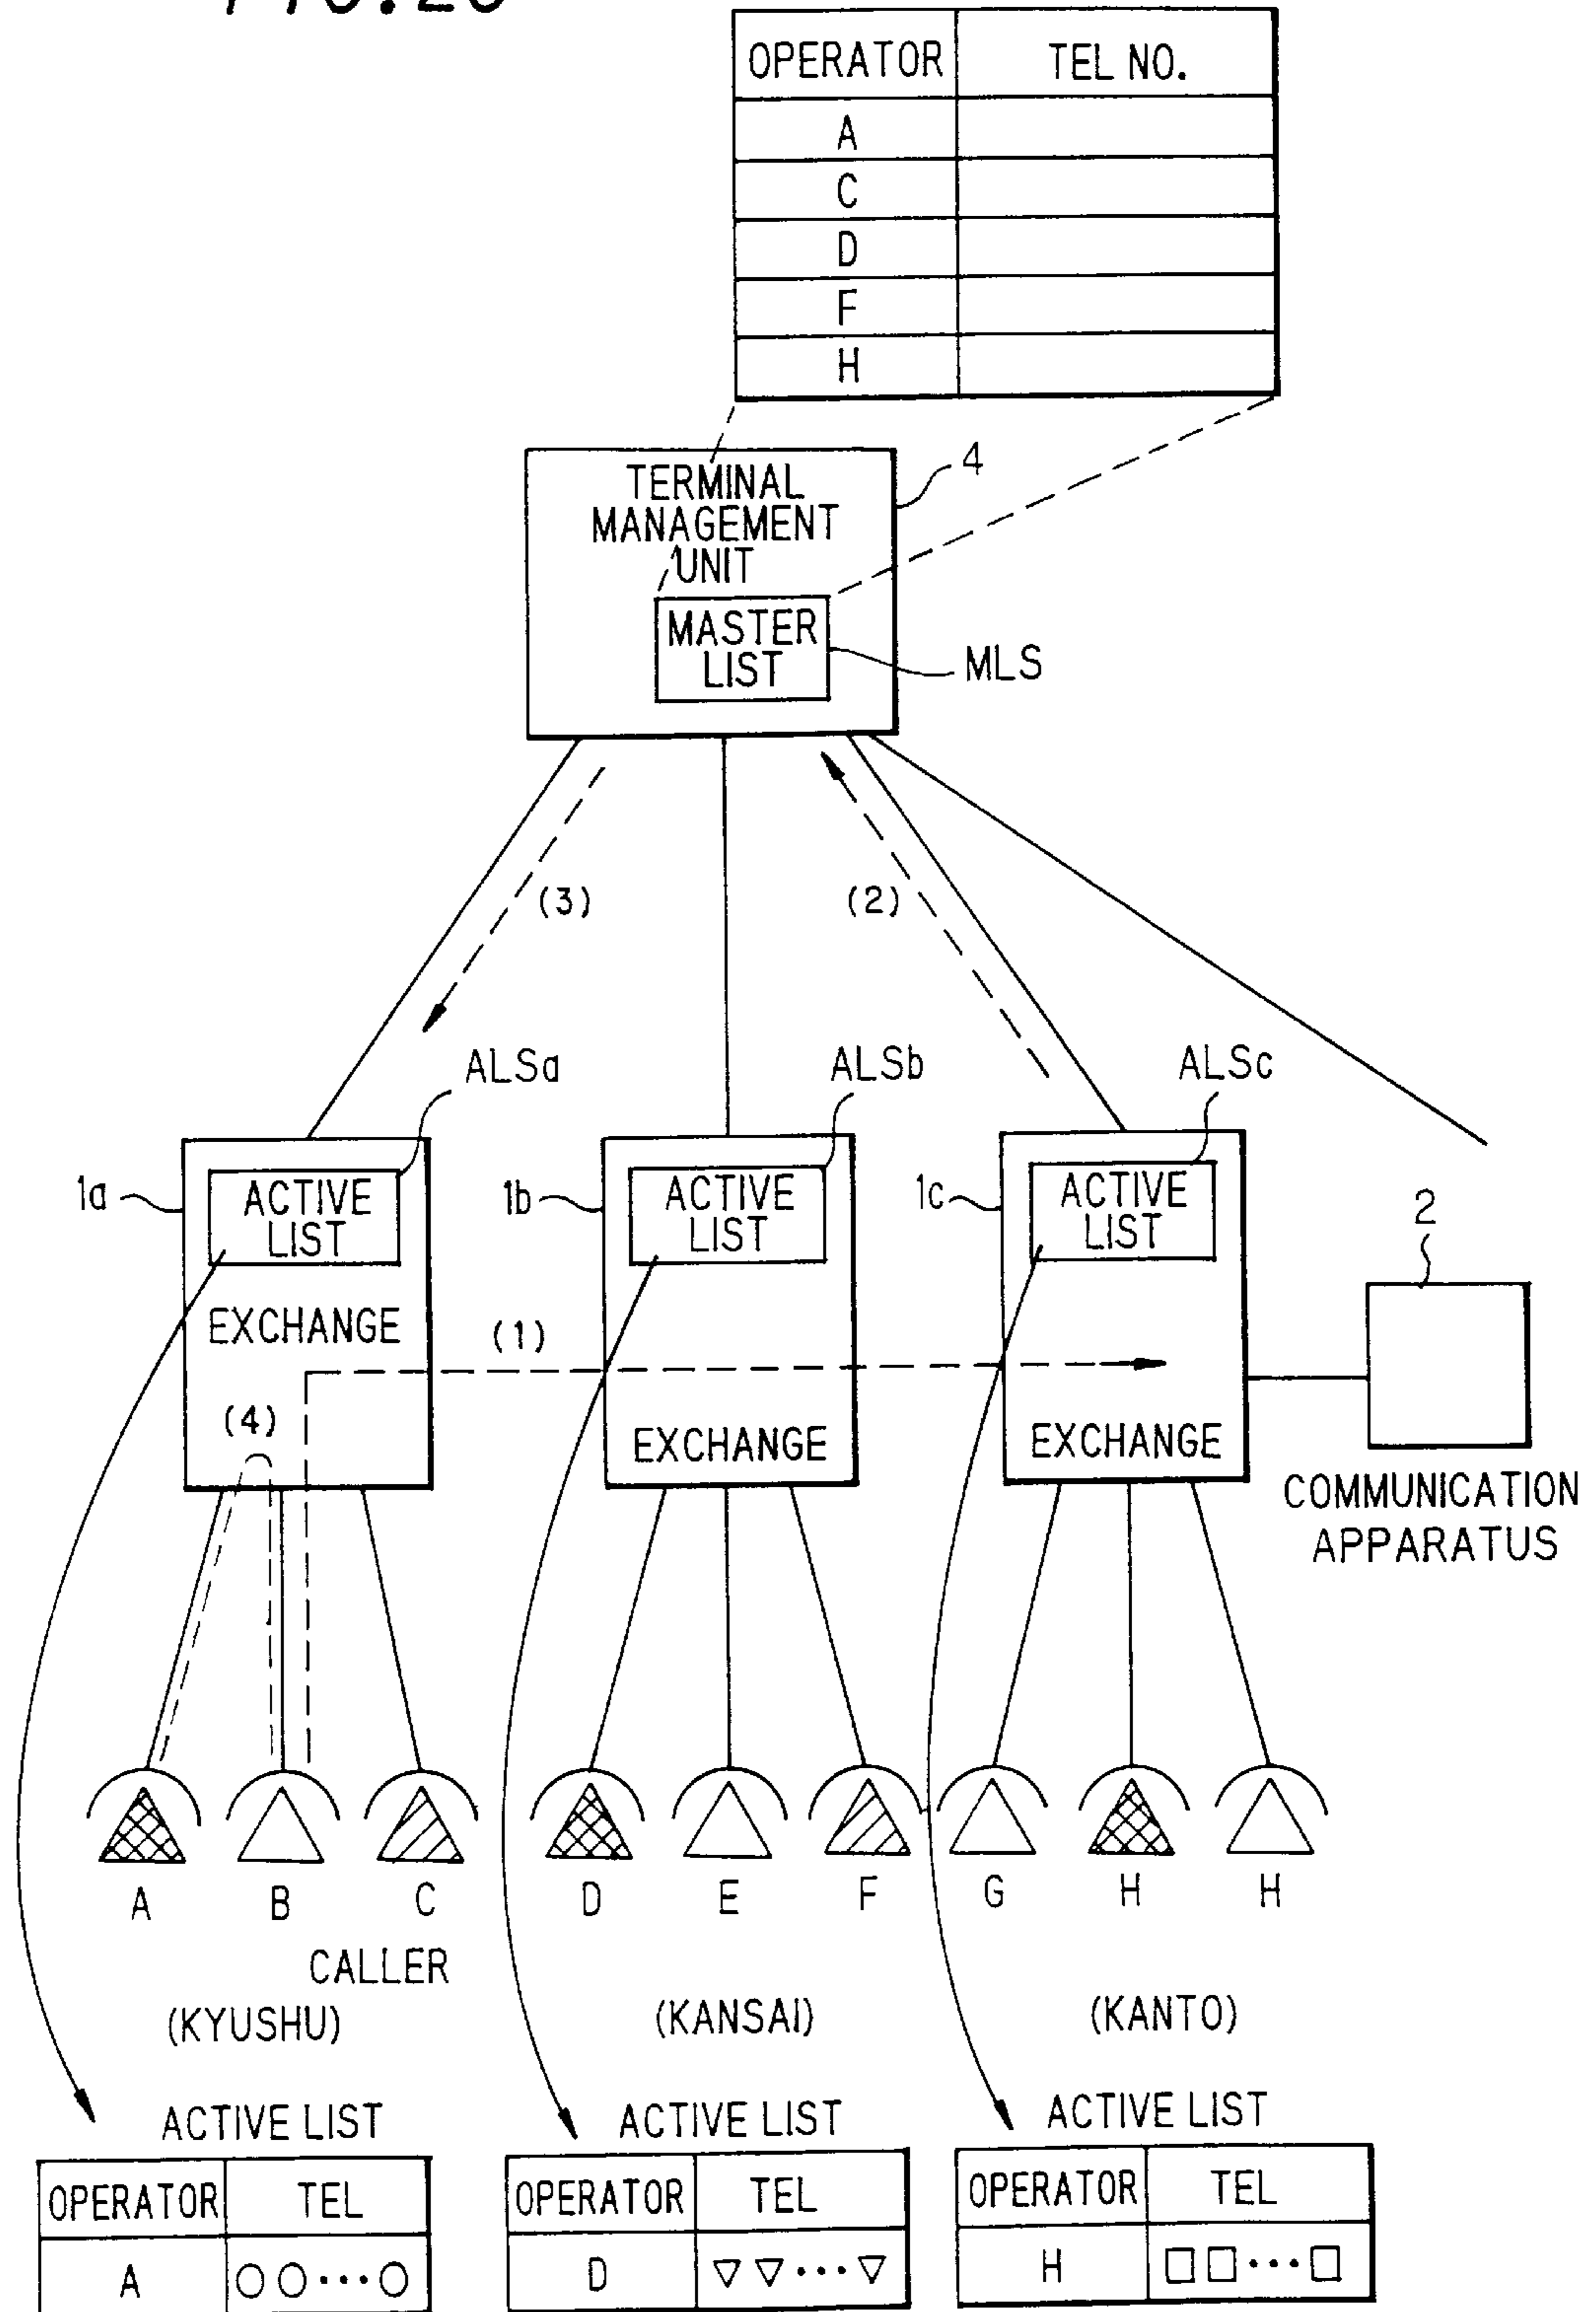 OPERATOR TEL NO.
A
C
D
F
H
TERMINAL
MANAGEMENT
UNIT
4
MASTER
LIST
MLS
(3)
(2)
ALSa
ALSb
ALSc
1a
ACTIVE
LIST
EXCHANGE
1b
ACTIVE
LIST
EXCHANGE
1c
ACTIVE
LIST
EXCHANGE
2
(1)
(4)
COMMUNICATION
APPARATUS
A B C D E F G H H
CALLER
(KYUSHU) (KANSAI) (KANTO)
ACTIVE LIST
OPERATOR TEL
A ○○···○
ACTIVE LIST
OPERATOR TEL
D ▽▽···▽
ACTIVE LIST
OPERATOR TEL
H □□···□